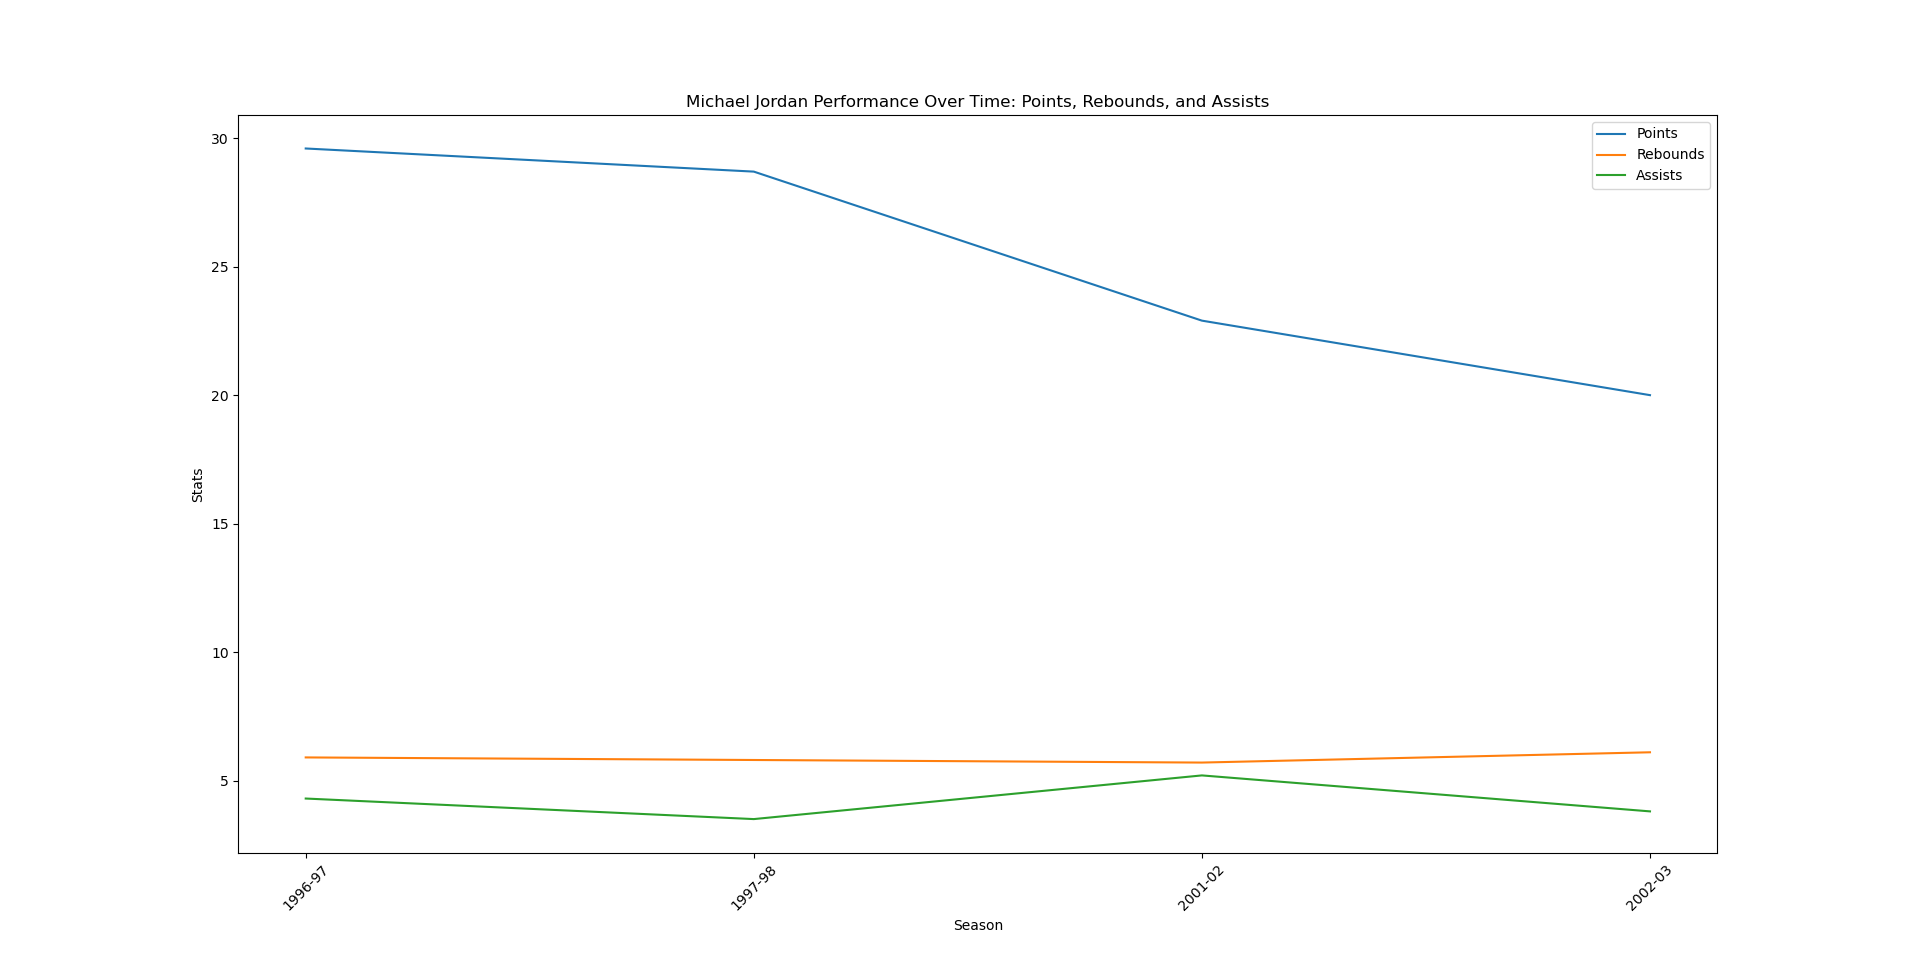 Michael Jordan Performance Over Time: Points, Rebounds, and Assists
Points
Rebounds
Assists
30
25
20
15
10
5
Stats
1996-97
1997-98
2001-02
2002-03
Season